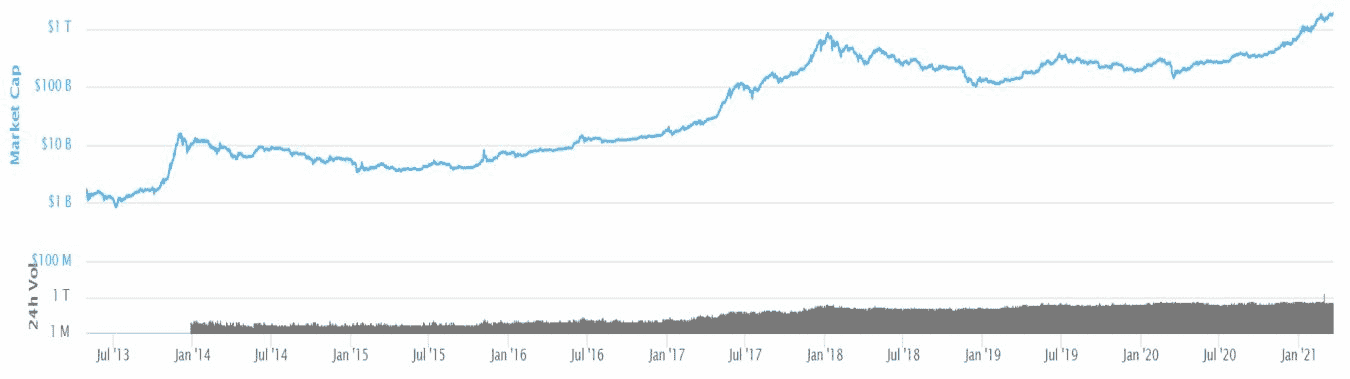 $1 T
$100 B
$10 B
$1 B
$100 M
Market Cap
1 T
1 M
24h Vol
Jul '13 Jan '14 Jul '14 Jan '15 Jul '15 Jan '16 Jul '16 Jan '17 Jul '17 Jan '18 Jul '18 Jan '19 Jul '19 Jan '20 Jul '20 Jan '21